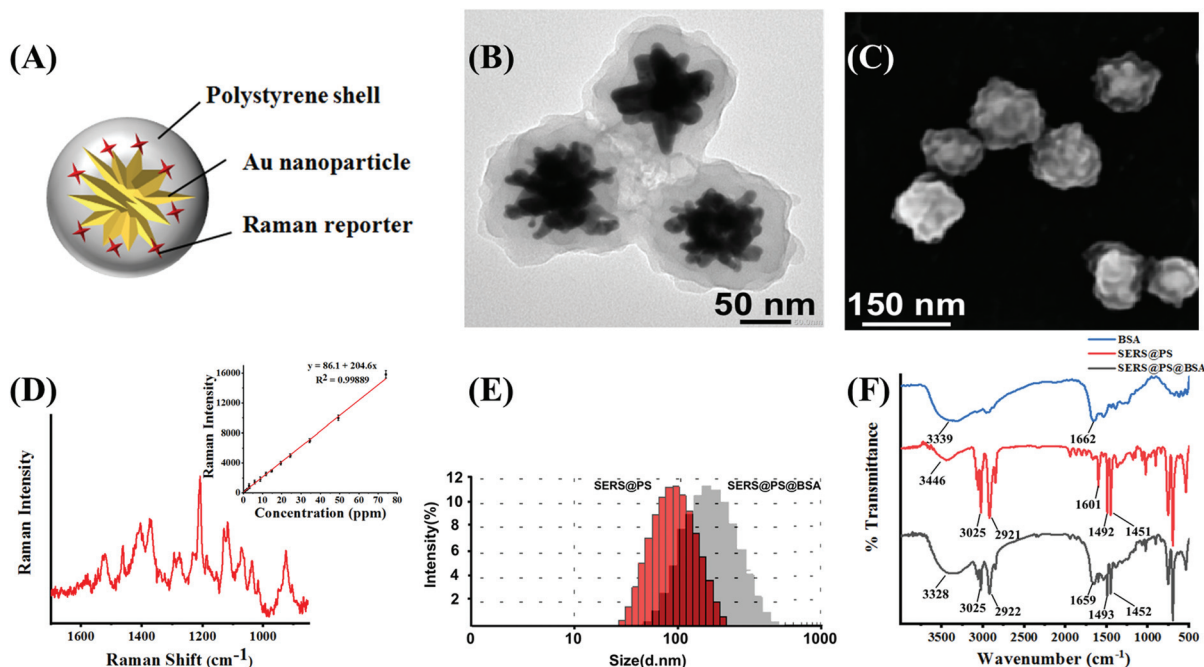 (A)
Polystyrene shell
Au nanoparticle
Raman reporter
(B)
50 nm
(C)
150 nm
(D)
Raman Intensity
Raman Shift (cm-1)
1600 1400 1200 1000
y = 86.1 + 204.6x
R2 = 0.99889
Raman Intensity
16000
12000
8000
4000
0
0 10 20 30 40 50 60 70 80
Concentration (ppm)
(E)
SERS@PS
SERS@PS@BSA
Intensity(%)
12
10
8
6
4
2
0 10 100 1000
Size(d.nm)
(F)
BSA
SERS@PS
SERS@PS@BSA
% Transmittance
3339
1662
3446
3025
2921
1601
1492
1451
3328
3025
2922
1659
1493
1452
4000 3500 3000 2500 2000 1500 1000 500
Wavenumber (cm-1)